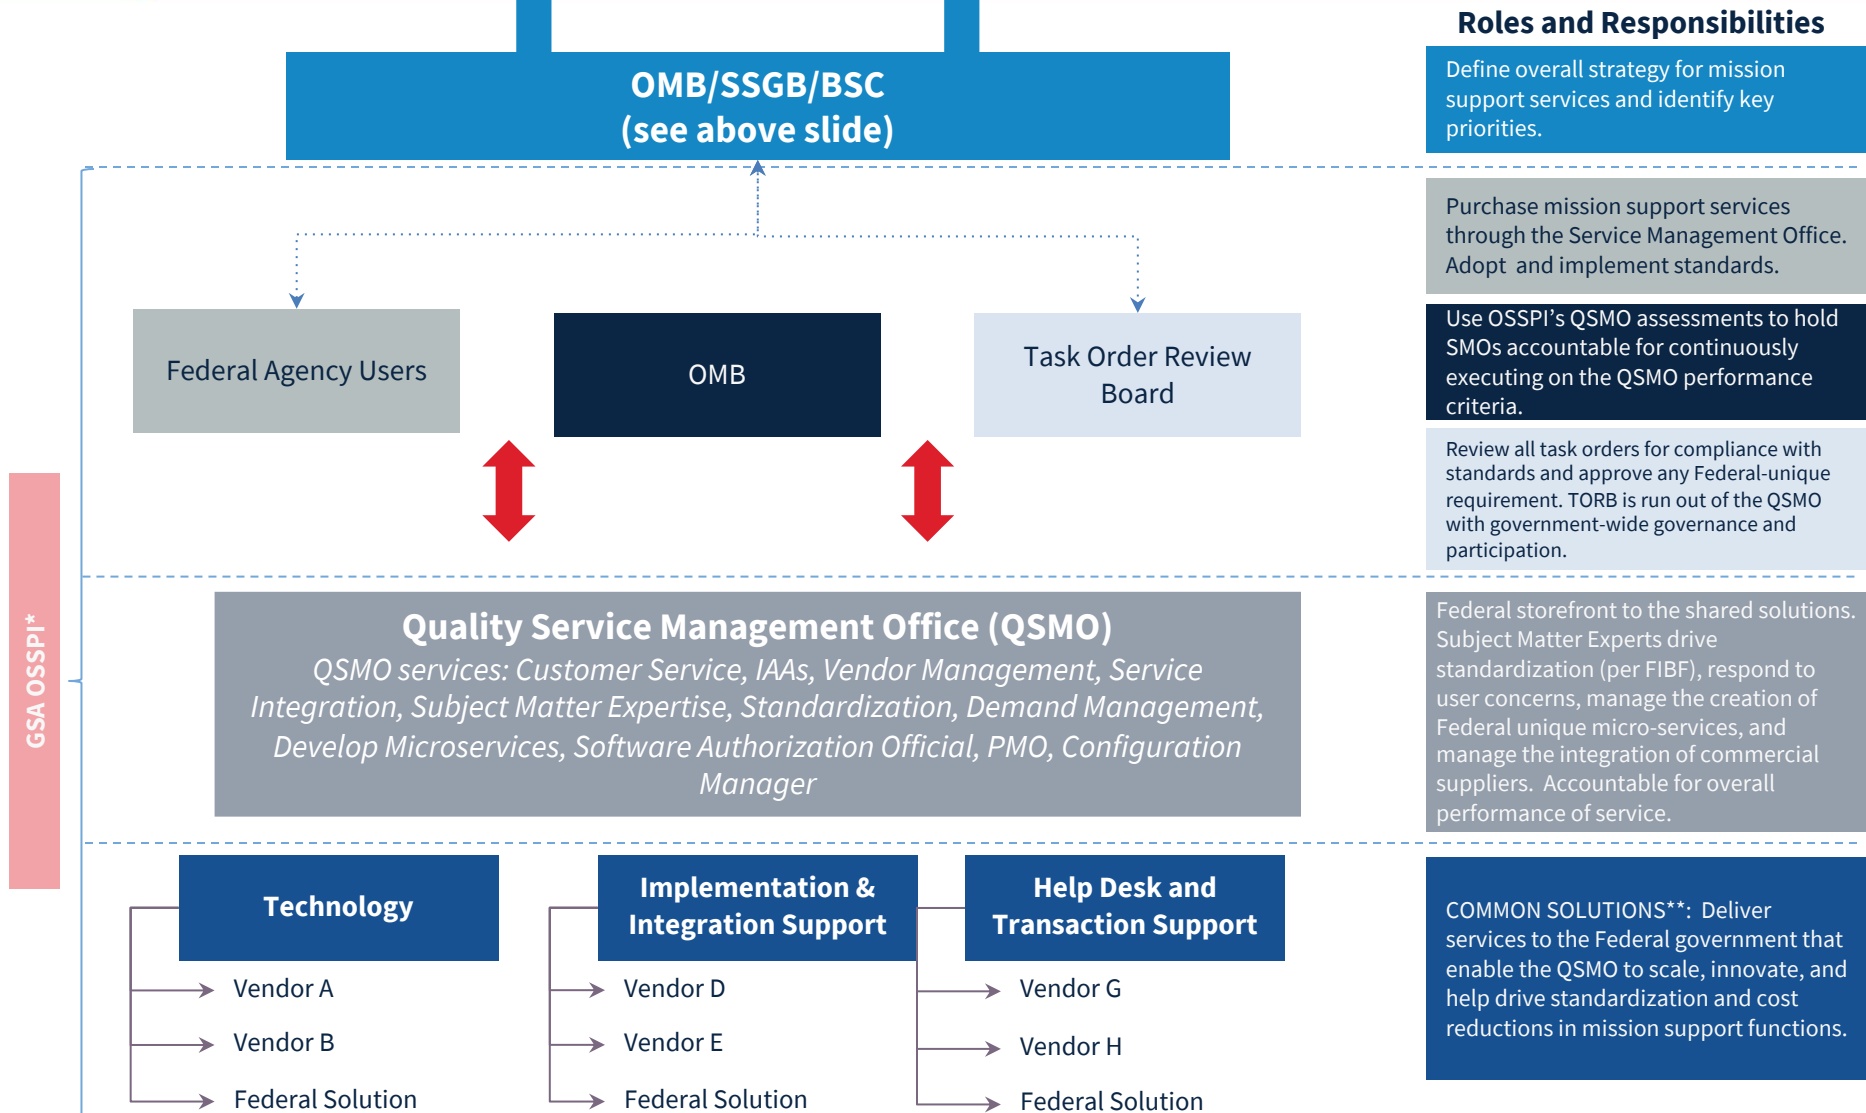 Roles and Responsibilities
OMB/SSGB/BSC
(see above slide)
Define overall strategy for mission
support services and identify key
priorities.
Purchase mission support services
through the Service Management Office.
Adopt  and implement standards.
Federal Agency Users
OMB
Task Order Review
Board
Use OSSPI’s QSMO assessments to hold
SMOs accountable for continuously
executing on the QSMO performance
criteria.
Review all task orders for compliance with
standards and approve any Federal-unique
requirement. TORB is run out of the QSMO
with government-wide governance and
participation.
GSA OSSPI*
Quality Service Management Office (QSMO)
QSMO services: Customer Service, IAAs, Vendor Management, Service
Integration, Subject Matter Expertise, Standardization, Demand Management,
Develop Microservices, Software Authorization Official, PMO, Configuration
Manager
Federal storefront to the shared solutions.
Subject Matter Experts drive
standardization (per FIBF), respond to
user concerns, manage the creation of
Federal unique micro-services, and
manage the integration of commercial
suppliers.  Accountable for overall
performance of service.
Technology
Vendor A
Vendor B
Federal Solution
Implementation &
Integration Support
Vendor D
Vendor E
Federal Solution
Help Desk and
Transaction Support
Vendor G
Vendor H
Federal Solution
COMMON SOLUTIONS**:  Deliver
services to the Federal government that
enable the QSMO to scale, innovate, and
help drive standardization and cost
reductions in mission support functions.